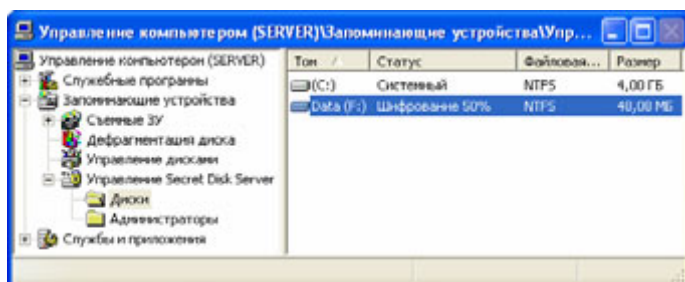 Управление компьютером (SERVER)\Запоминающие устройства\Упр...
Управление компьютером (SERVER)
Служебные программы
Запоминающие устройства
Съемные ЗУ
Дефрагментация диска
Управление дисками
Управление Secret Disk Server
Диски
Администраторы
Службы и приложения
Том Статус Файловая... Размер
(C:) Системный NTFS 4,00 ГБ
Data (F:) Шифрование 50% NTFS 40,00 МБ